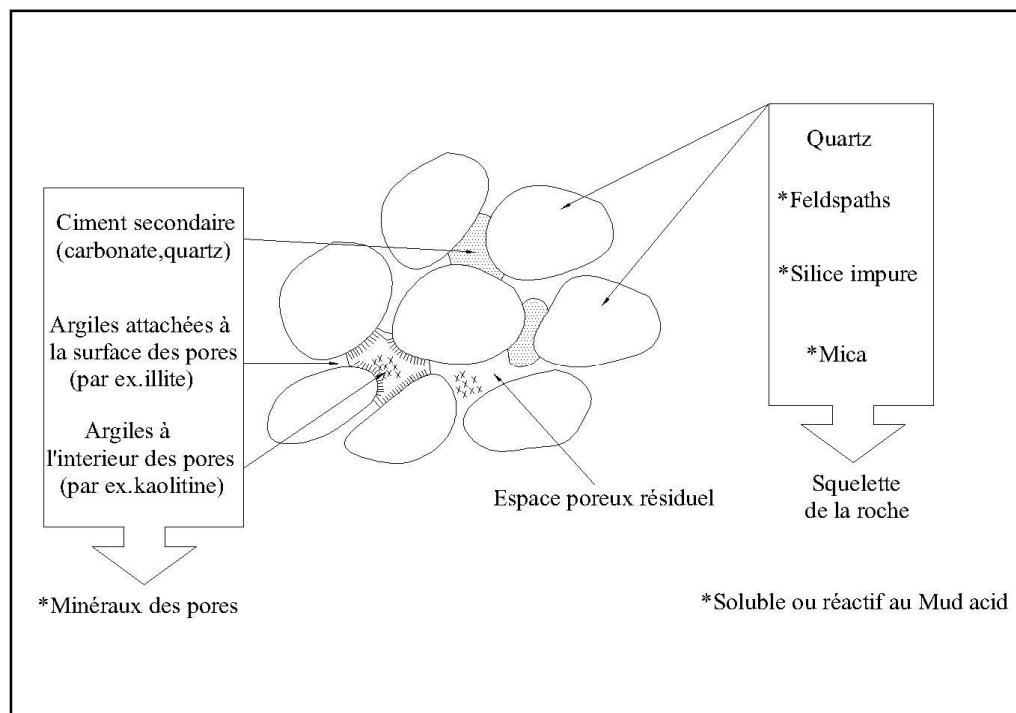 Ciment secondaire
(carbonate,quartz)
Argiles attachées à
la surface des pores
(par ex.illite)
Argiles à
l'interieur des pores
(par ex.kaolitine)
*Minéraux des pores
Espace poreux résiduel
Quartz
*Feldspaths
*Silice impure
*Mica
Squelette
de la roche
*Soluble ou réactif au Mud acid